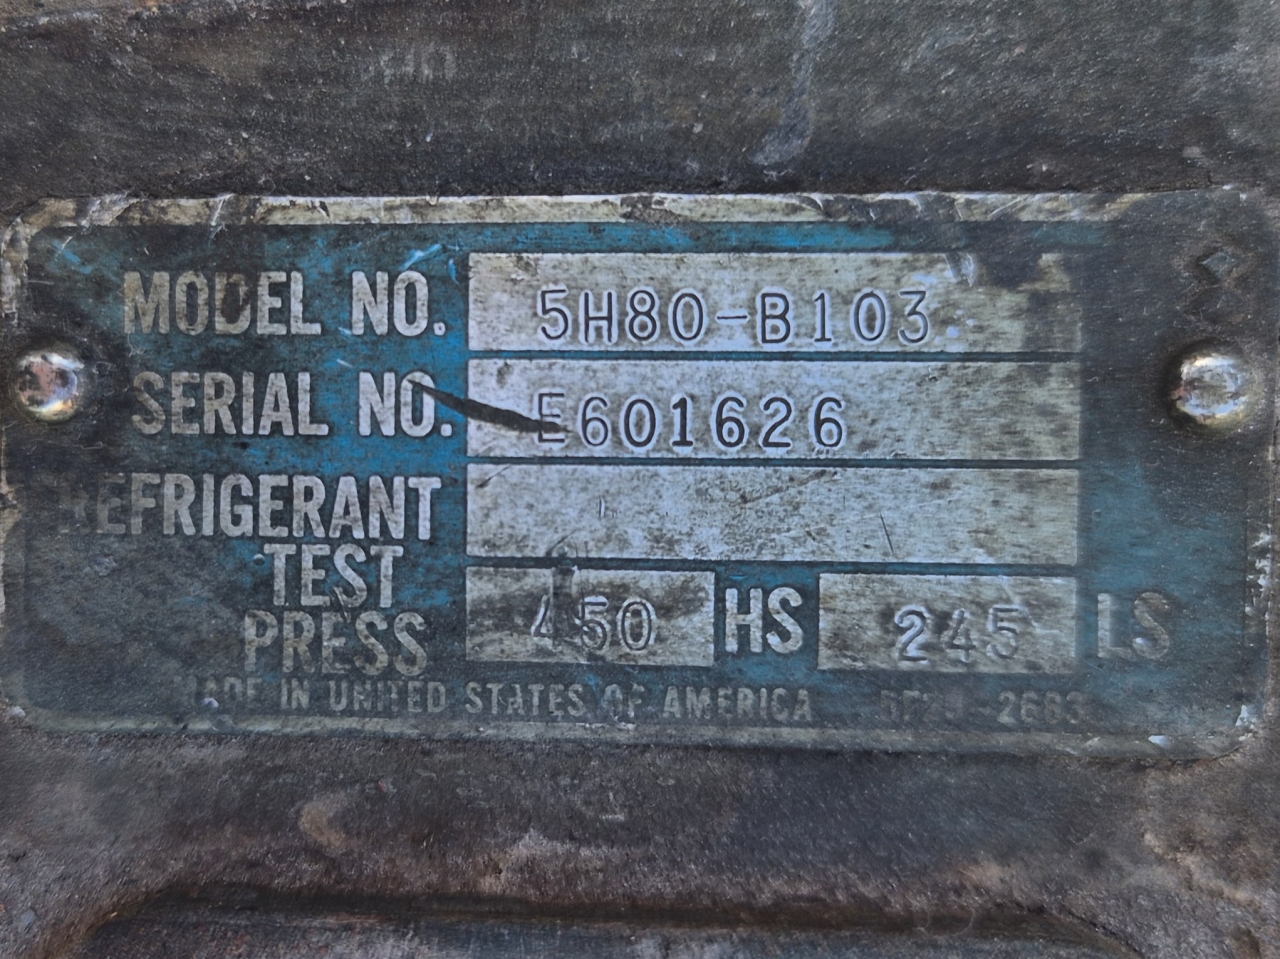 MODEL NO. 5H80-B103
SERIAL NO. E601626
REFRIGERANT
TEST
PRESS 450 HS 245 LS
MADE IN UNITED STATES OF AMERICA